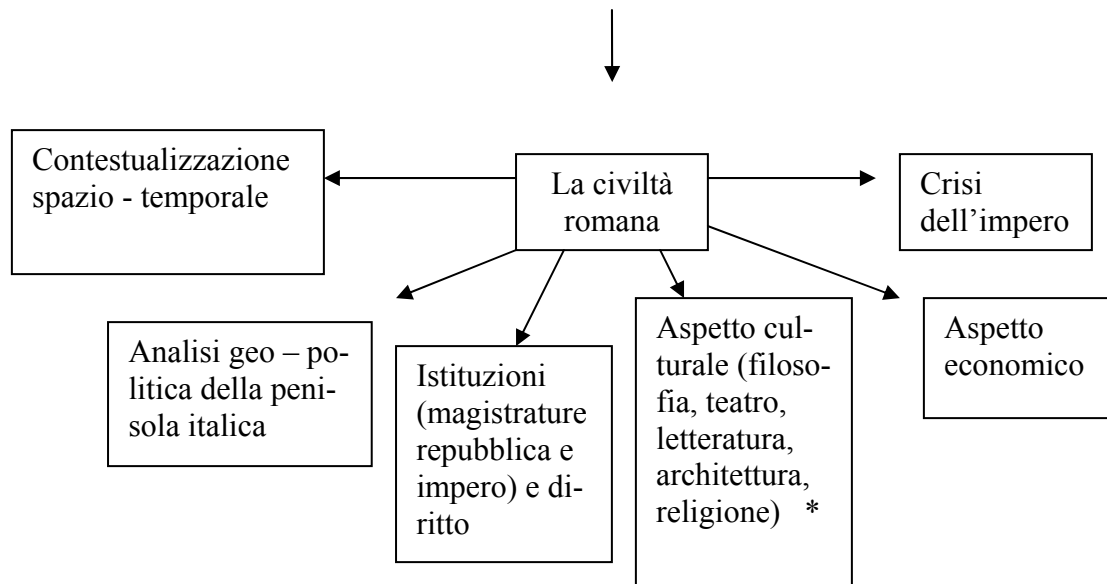 Contestualizzazione
spazio - temporale
La civiltà
romana
Crisi
dell’impero
Analisi geo – po-
litica della peni-
sola italica
Istituzioni
(magistrature
repubblica e
impero) e di-
ritto
Aspetto cul-
turale (filoso-
fia, teatro,
letteratura,
architettura,
religione) *
Aspetto
economico